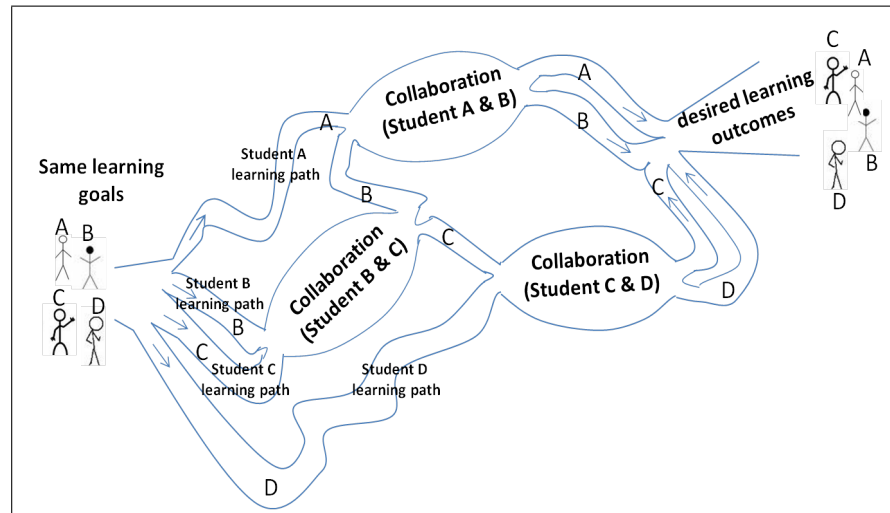 Same learning
goals
A
B
C
D
Student A
learning path
A
Student B
learning path
B
C
Student C
learning path
D
Student D
learning path
B
Collaboration
(Student A & B)
Collaboration
(Student B & C)
C
Collaboration
(Student C & D)
A
B
C
D
desired learning
outcomes
C
A
B
D